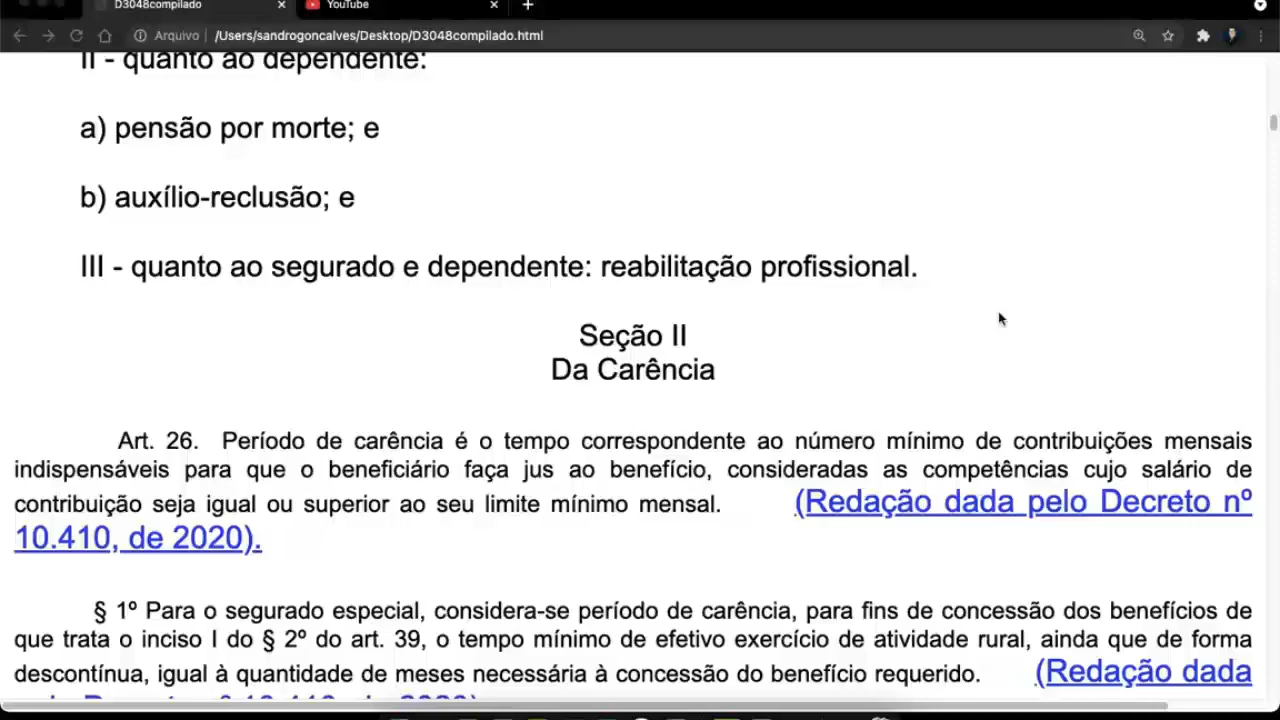 D3048compilado
YouTube
Arquivo
/Users/sandrogoncalves/Desktop/D3048compilado.html
II - quanto ao dependente:
a) pensão por morte; e
b) auxílio-reclusão; e
III - quanto ao segurado e dependente: reabilitação profissional.
Seção II
Da Carência
Art. 26. Período de carência é o tempo correspondente ao número mínimo de contribuições mensais
indispensáveis para que o beneficiário faça jus ao benefício, consideradas as competências cujo salário de
contribuição seja igual ou superior ao seu limite mínimo mensal. (Redação dada pelo Decreto nº
10.410, de 2020).
§ 1º Para o segurado especial, considera-se período de carência, para fins de concessão dos benefícios de
que trata o inciso I do § 2º do art. 39, o tempo mínimo de efetivo exercício de atividade rural, ainda que de forma
descontínua, igual à quantidade de meses necessária à concessão do benefício requerido. (Redação dada